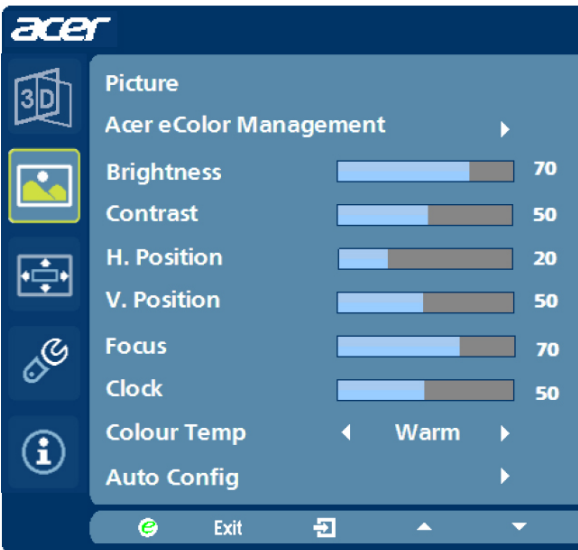 acer
3D
Picture
Acer eColor Management
Brightness 70
Contrast 50
H. Position 20
V. Position 50
Focus 70
Clock 50
Colour Temp Warm
Auto Config
e Exit